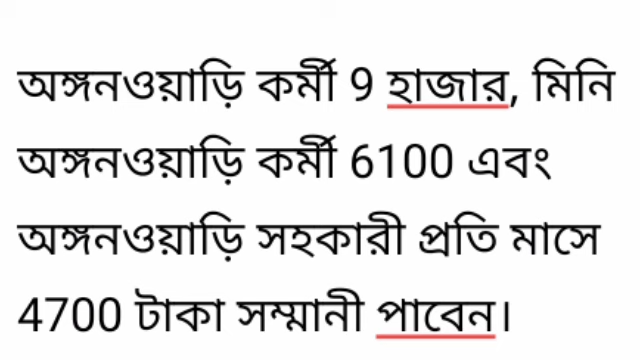 অঙ্গনওয়াড়ি কর্মী 9 হাজার, মিনি
অঙ্গনওয়াড়ি কর্মী 6100 এবং
অঙ্গনওয়াড়ি সহকারী প্রতি মাসে
4700 টাকা সম্মানী পাবেন।